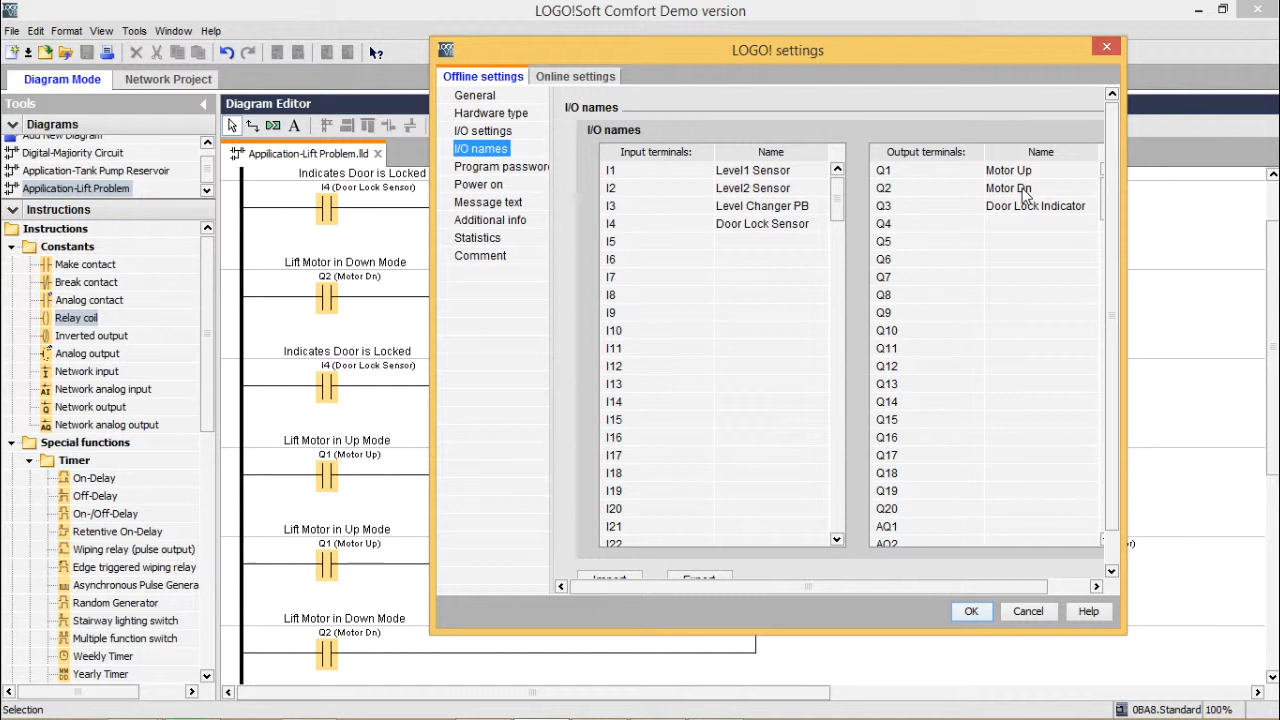 LOGO!Soft Comfort Demo version
File Edit Format View Tools Window Help
Diagram Mode Network Project
Tools
Diagrams
Add New Diagram
Digital-Majority Circuit
Application-Tank Pump Reservoir
Application-Lift Problem
Instructions
Instructions
Constants
Make contact
Break contact
Analog contact
Relay coil
Inverted output
Analog output
Network input
Network analog input
Network output
Network analog output
Special functions
Timer
On-Delay
Off-Delay
On-/Off-Delay
Retentive On-Delay
Wiping relay (pulse output)
Edge triggered wiping relay
Asynchronous Pulse Genera
Random Generator
Stairway lighting switch
Multiple function switch
Weekly Timer
Yearly Timer
Diagram Editor
Application-Lift Problem.lld
Indicates Door is Locked
I4 (Door Lock Sensor)
Lift Motor in Down Mode
Q2 (Motor Dn)
Indicates Door is Locked
I4 (Door Lock Sensor)
Lift Motor in Up Mode
Q1 (Motor Up)
Lift Motor in Up Mode
Q1 (Motor Up)
Lift Motor in Down Mode
Q2 (Motor Dn)
LOGO! settings
Offline settings Online settings
General
Hardware type
I/O settings
I/O names
Program password
Power on
Message text
Additional info
Statistics
Comment
I/O names
I/O names
Input terminals: Name Output terminals: Name
I1 Level1 Sensor Q1 Motor Up
I2 Level2 Sensor Q2 Motor Dn
I3 Level Changer PB Q3 Door Lock Indicator
I4 Door Lock Sensor Q4
I5 Q5
I6 Q6
I7 Q7
I8 Q8
I9 Q9
I10 Q10
I11 Q11
I12 Q12
I13 Q13
I14 Q14
I15 Q15
I16 Q16
I17 Q17
I18 Q18
I19 Q19
I20 Q20
I21 AQ1
I22 AQ2
Import Export
OK Cancel Help
Selection 0BA8.Standard 100%